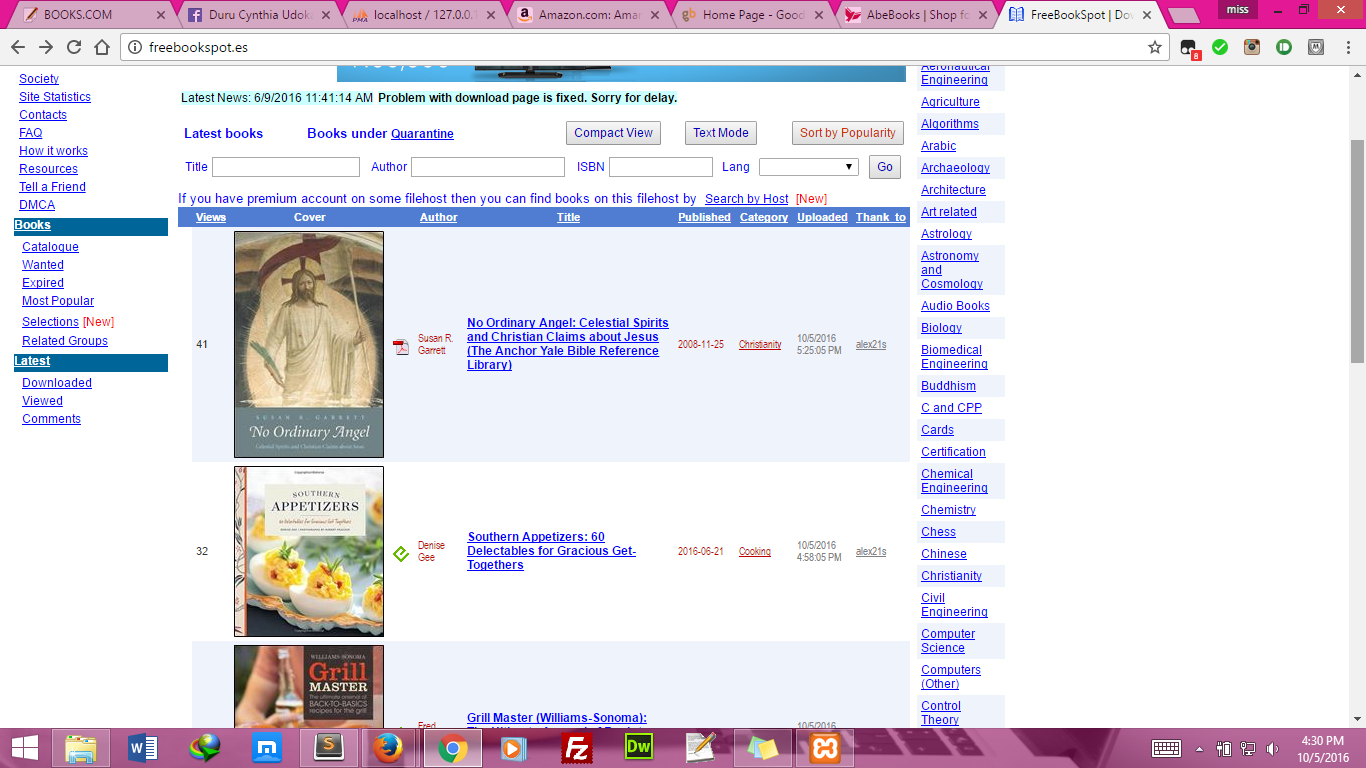 BOOKS.COM
Duru Cynthia Udok
localhost / 127.0.0.1
Amazon.com: Amaz
Home Page - Good
AbeBooks | Shop fo
FreeBookSpot | Dow
miss
freebookspot.es
8
Society
Site Statistics
Contacts
FAQ
How it works
Resources
Tell a Friend
DMCA
Books
Catalogue
Wanted
Expired
Most Popular
Selections [New]
Related Groups
Latest
Downloaded
Viewed
Comments
Latest News: 6/9/2016 11:41:14 AM Problem with download page is fixed. Sorry for delay.
Latest books Books under Quarantine Compact View Text Mode Sort by Popularity
Title Author ISBN Lang Go
If you have premium account on some filehost then you can find books on this filehost by Search by Host [New]
Views Cover Author Title Published Category Uploaded Thank_to
41
SUSAN R. GARRETT
No Ordinary Angel
Celestial Spirits and Christian Claims about Jesus
Susan R.
Garrett
No Ordinary Angel: Celestial Spirits
and Christian Claims about Jesus
(The Anchor Yale Bible Reference
Library)
2008-11-25
Christianity
10/5/2016
5:25:05 PM
alex21s
32
SOUTHERN
APPETIZERS
60 Delectables for Gracious Get-Togethers
Denise
Gee
Southern Appetizers: 60
Delectables for Gracious Get-
Togethers
2016-06-21
Cooking
10/5/2016
4:58:05 PM
alex21s
WILLIAMS-SONOMA
Grill
MASTER
The ultimate arsenal of
BACK-TO-BASICS
recipes for the grill
Fred
Grill Master (Williams-Sonoma):
10/5/2016
Aeronautical
Engineering
Agriculture
Algorithms
Arabic
Archaeology
Architecture
Art related
Astrology
Astronomy
and
Cosmology
Audio Books
Biology
Biomedical
Engineering
Buddhism
C and CPP
Cards
Certification
Chemical
Engineering
Chemistry
Chess
Chinese
Christianity
Civil
Engineering
Computer
Science
Computers
(Other)
Control
Theory
4:30 PM
10/5/2016